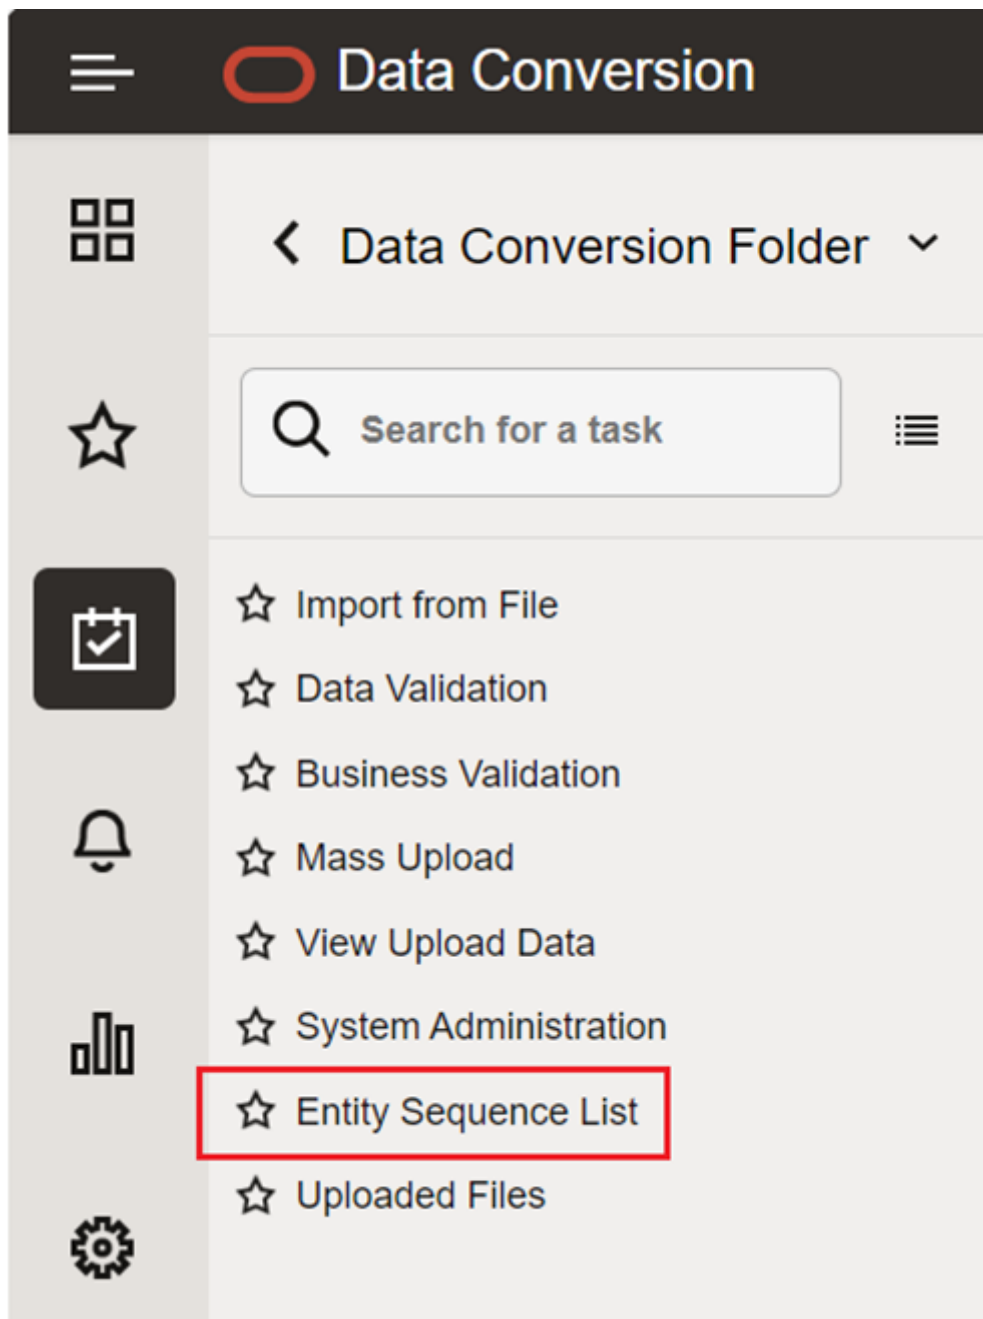 Data Conversion
Data Conversion Folder
Search for a task
Import from File
Data Validation
Business Validation
Mass Upload
View Upload Data
System Administration
Entity Sequence List
Uploaded Files